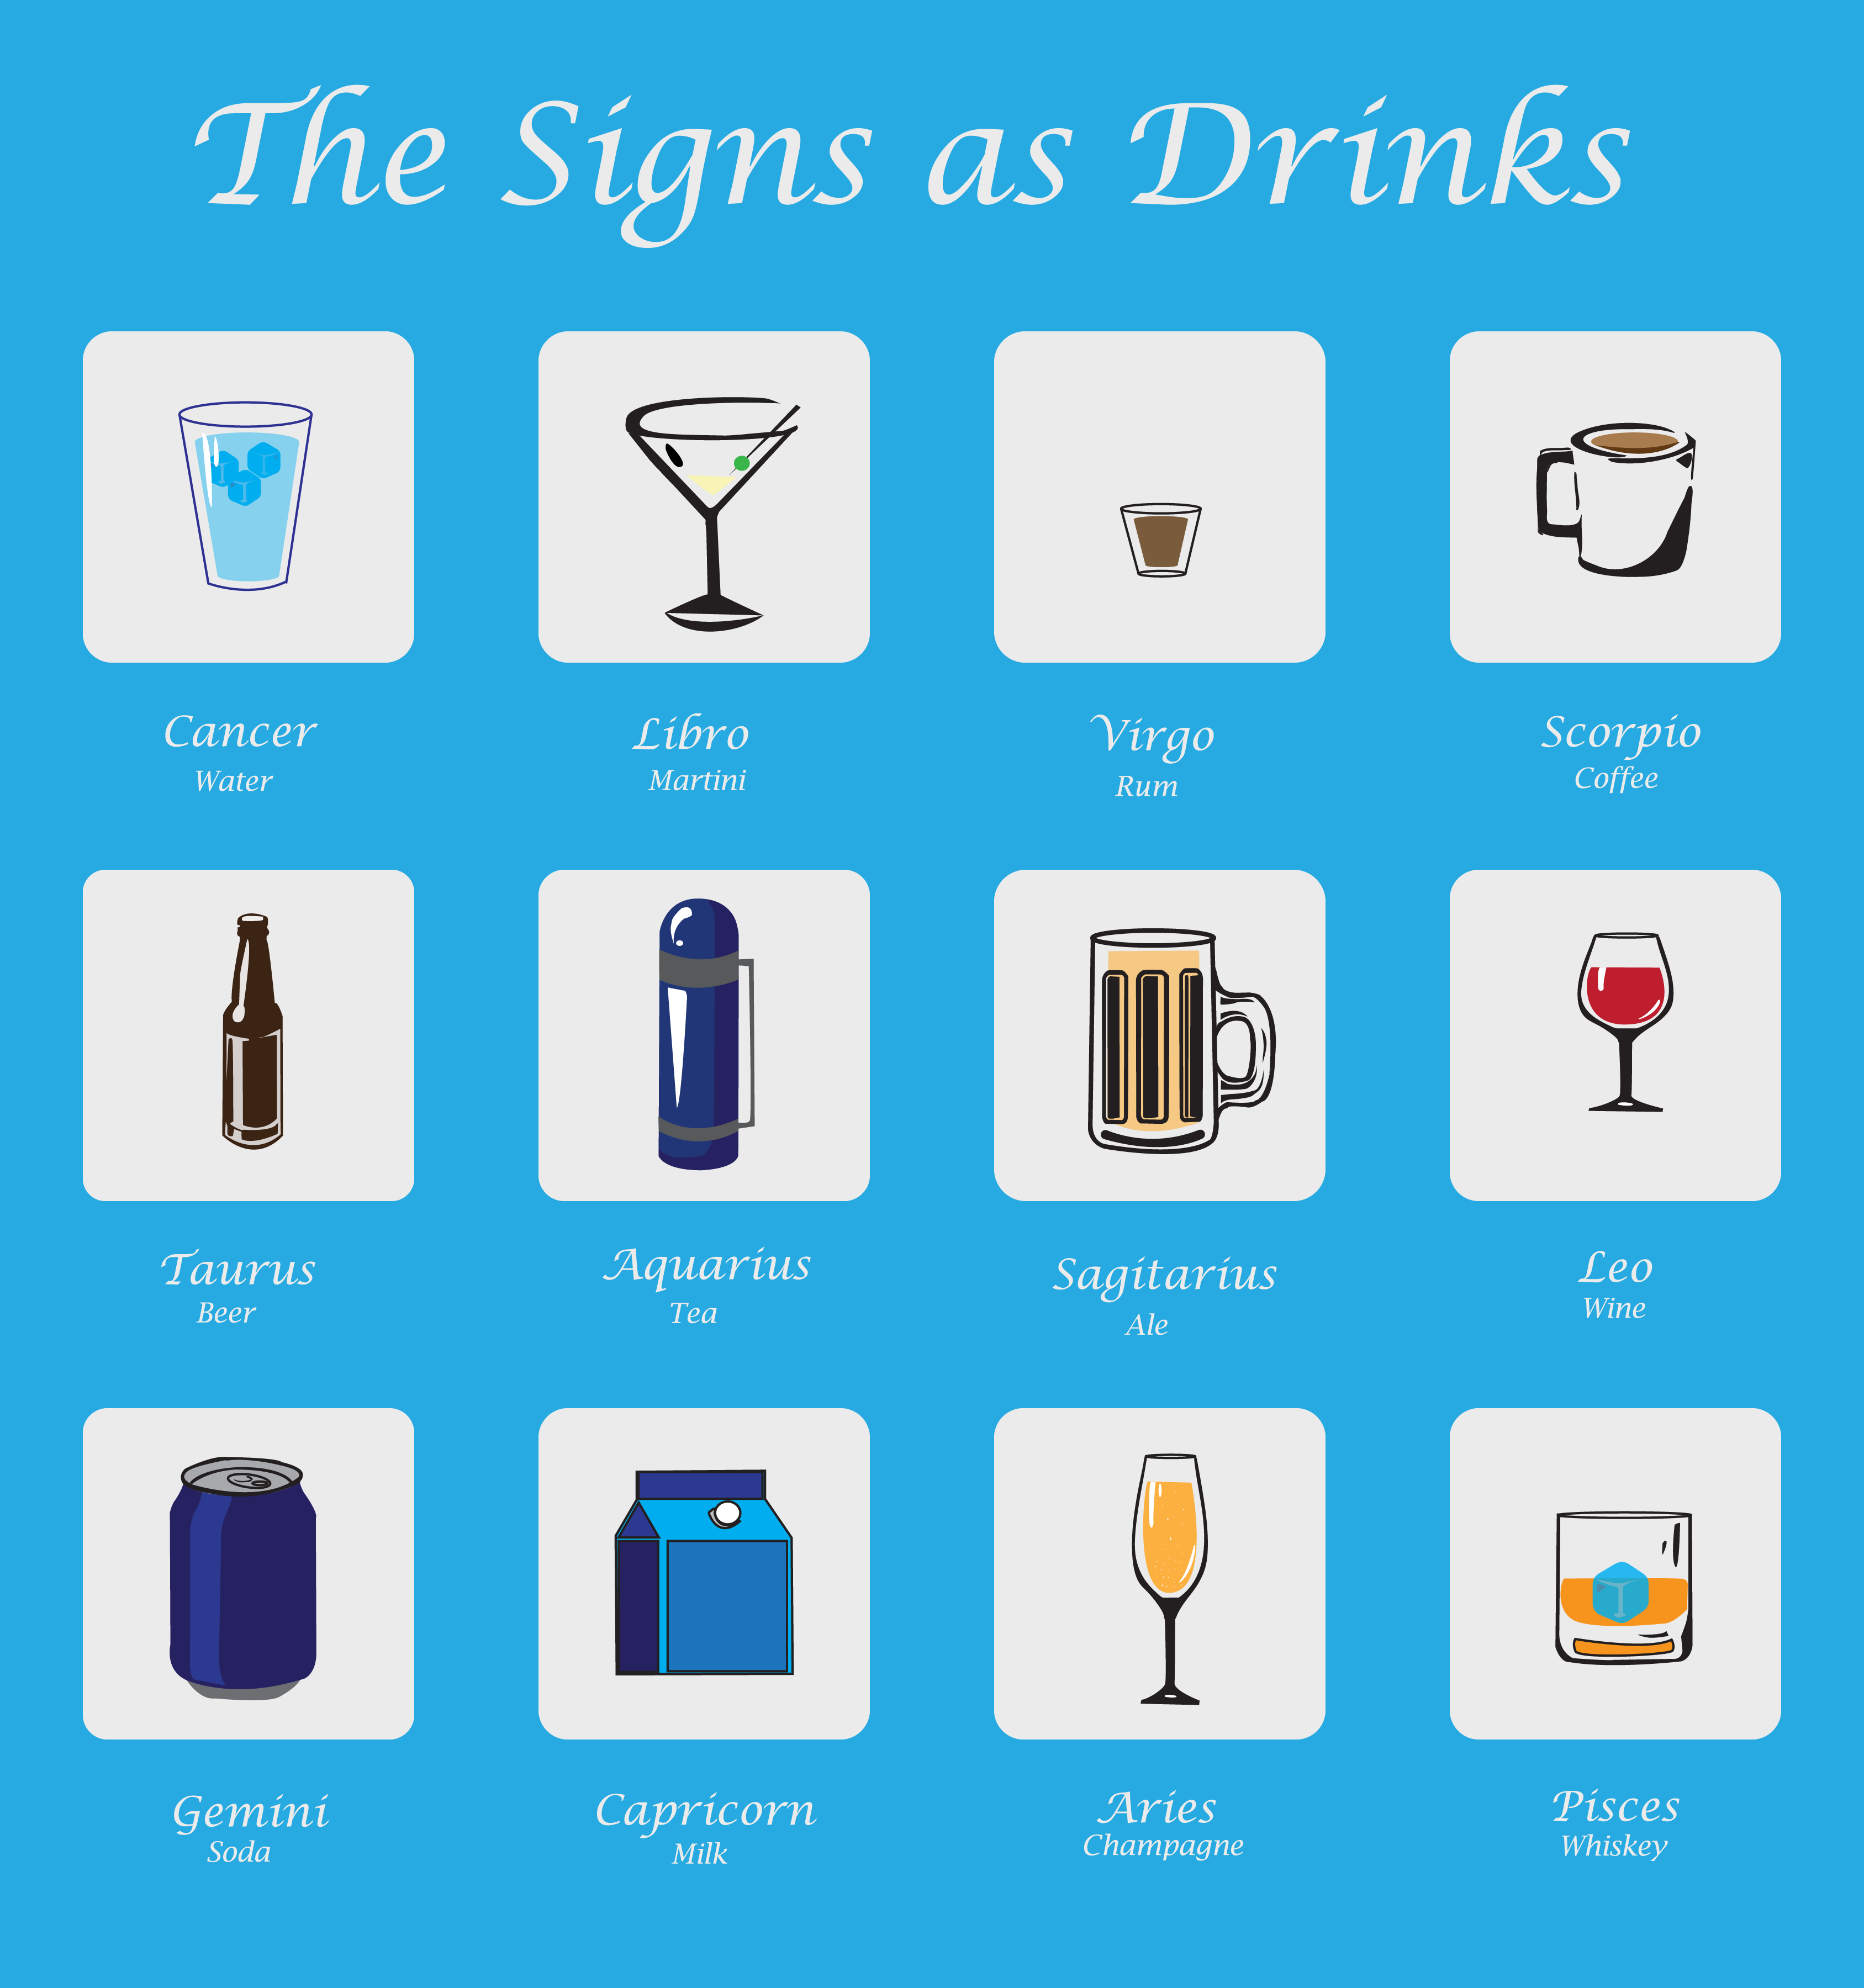 The Signs as Drinks
Cancer
Water
Libro
Martini
Virgo
Rum
Scorpio
Coffee
Taurus
Beer
Aquarius
Tea
Sagitarius
Ale
Leo
Wine
Gemini
Soda
Capricorn
Milk
Aries
Champagne
Pisces
Whiskey